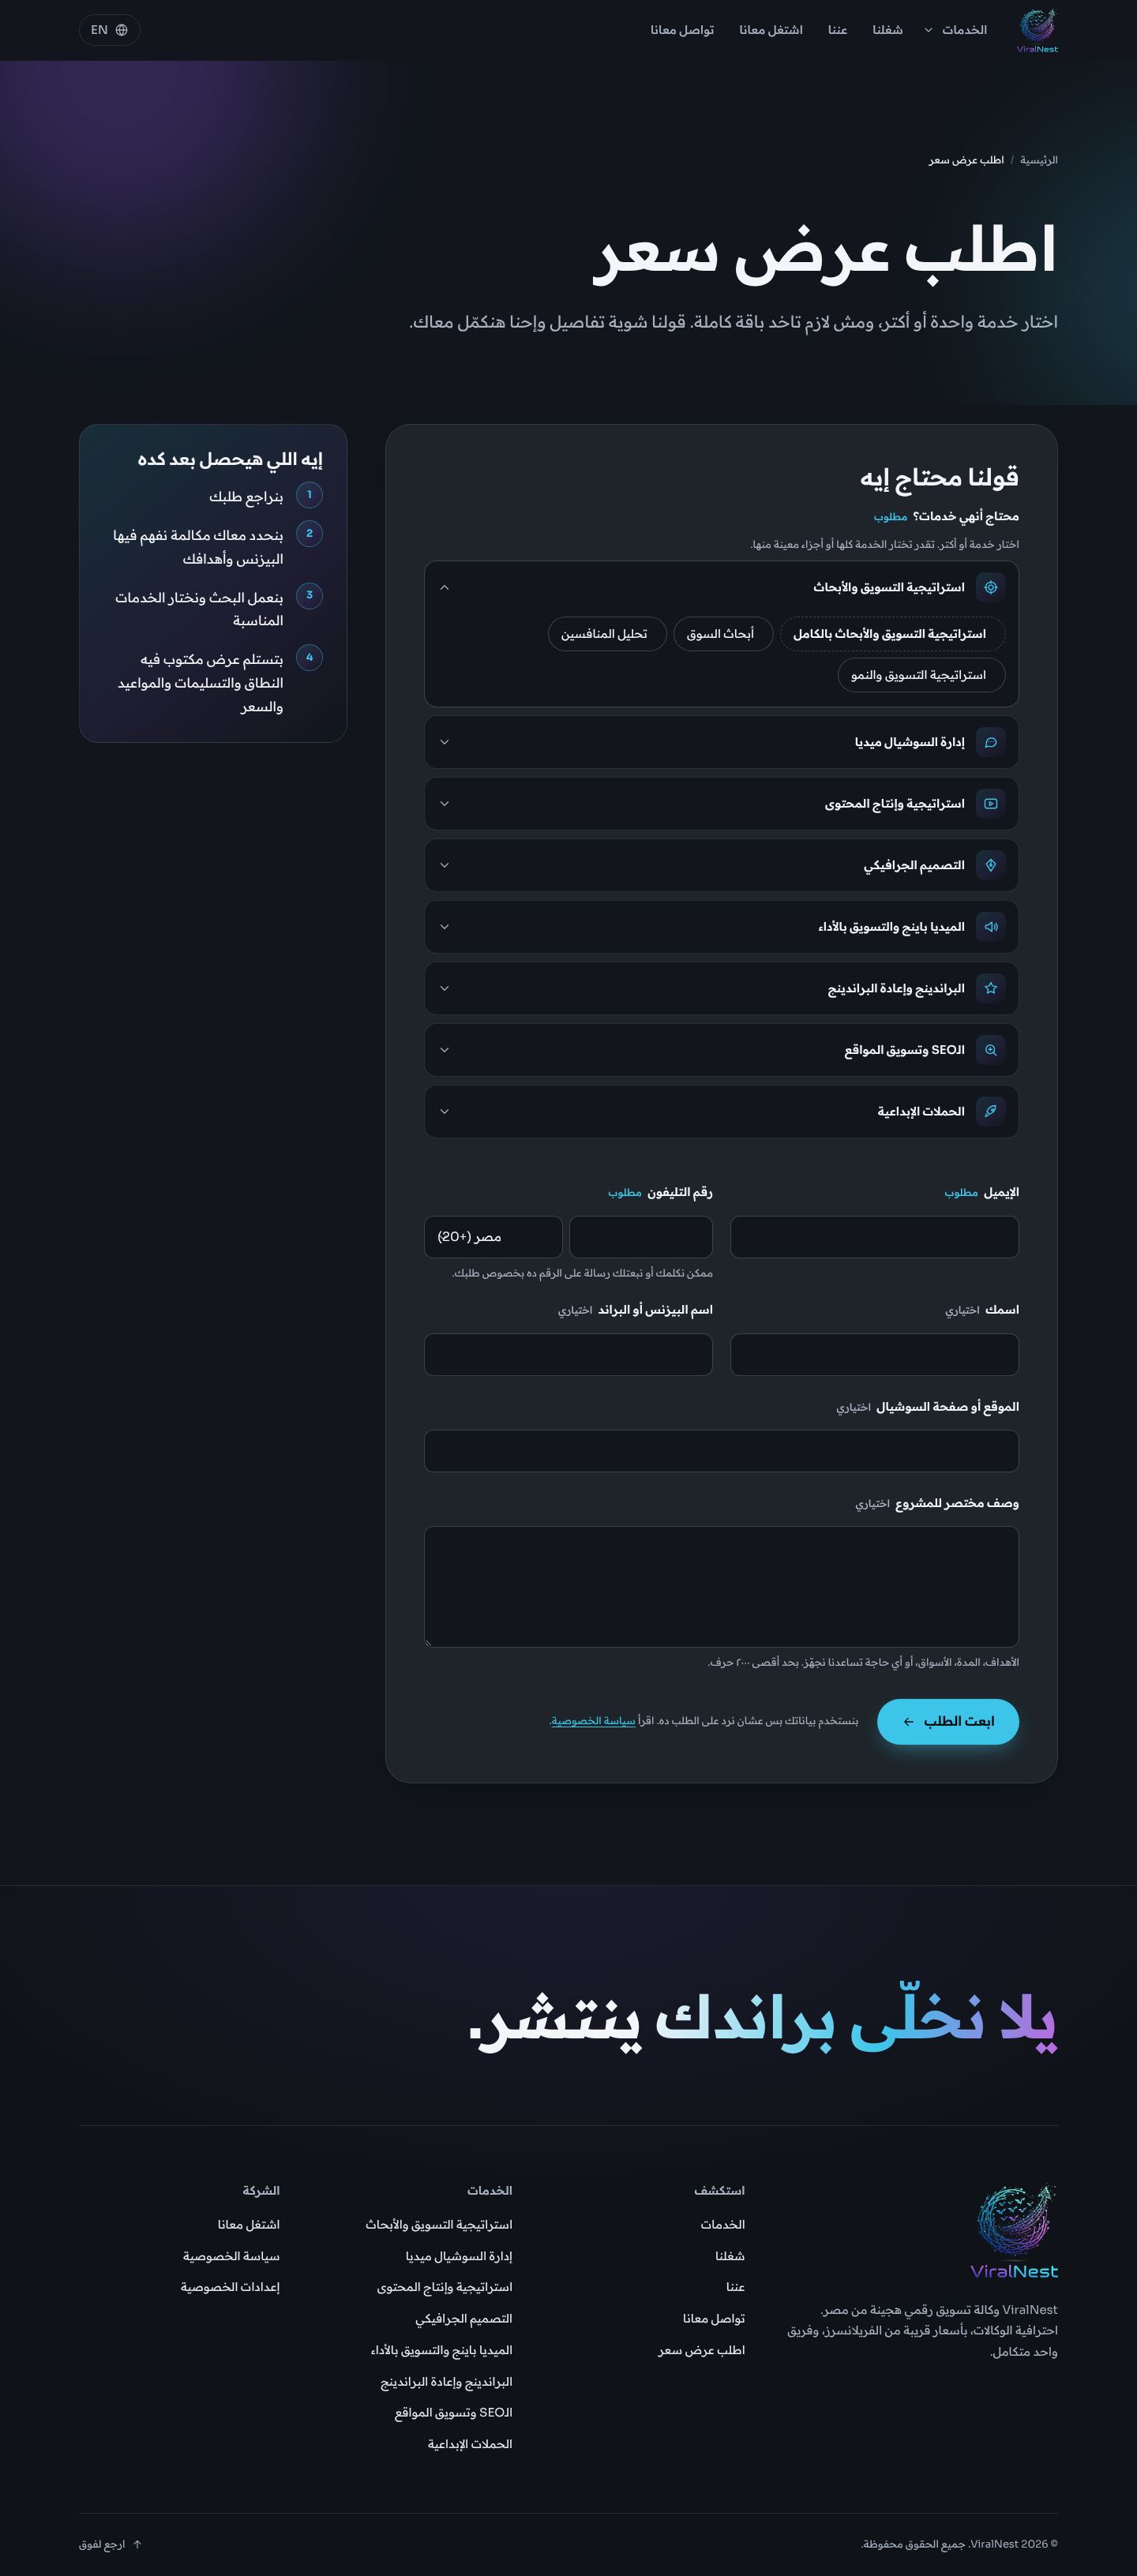 ViralNest
الخدمات
شغلنا
عننا
اشتغل معانا
تواصل معانا
EN
الرئيسية / اطلب عرض سعر
اطلب عرض سعر
اختار خدمة واحدة أو أكتر، ومش لازم تاخد باقة كاملة. قولنا شوية تفاصيل وإحنا هنكمّل معاك.
قولنا محتاج إيه
محتاج أنهي خدمات؟ مطلوب
اختار خدمة أو أكتر. تقدر تختار الخدمة كلها أو أجزاء معينة منها.
استراتيجية التسويق والأبحاث
استراتيجية التسويق والأبحاث بالكامل
أبحاث السوق
تحليل المنافسين
استراتيجية التسويق والنمو
إدارة السوشيال ميديا
استراتيجية وإنتاج المحتوى
التصميم الجرافيكي
الميديا باينج والتسويق بالأداء
البراندينج وإعادة البراندينج
الـSEO وتسويق المواقع
الحملات الإبداعية
الإيميل مطلوب
رقم التليفون مطلوب
مصر (+20)
ممكن نكلمك أو نبعتلك رسالة على الرقم ده بخصوص طلبك.
اسمك اختياري
اسم البيزنس أو البراند اختياري
الموقع أو صفحة السوشيال اختياري
وصف مختصر للمشروع اختياري
الأهداف، المدة، الأسواق، أو أي حاجة تساعدنا نجهّز. بحد أقصى ٢٠٠٠ حرف.
ابعت الطلب
بنستخدم بياناتك بس عشان نرد على الطلب ده. اقرأ سياسة الخصوصية.
إيه اللي هيحصل بعد كده
1 بنراجع طلبك
2 بنحدد معاك مكالمة نفهم فيها
البيزنس وأهدافك
3 بنعمل البحث ونختار الخدمات
المناسبة
4 بتستلم عرض مكتوب فيه
النطاق والتسليمات والمواعيد
والسعر
يلا نخلّى براندك ينتشر.
ViralNest
ViralNest وكالة تسويق رقمي هجينة من مصر.
احترافية الوكالات، بأسعار قريبة من الفريلانسرز، وفريق
واحد متكامل.
استكشف
الخدمات
شغلنا
عننا
تواصل معانا
اطلب عرض سعر
الخدمات
استراتيجية التسويق والأبحاث
إدارة السوشيال ميديا
استراتيجية وإنتاج المحتوى
التصميم الجرافيكي
الميديا باينج والتسويق بالأداء
البراندينج وإعادة البراندينج
الـSEO وتسويق المواقع
الحملات الإبداعية
الشركة
اشتغل معانا
سياسة الخصوصية
إعدادات الخصوصية
© 2026 ViralNest. جميع الحقوق محفوظة.
ارجع لفوق